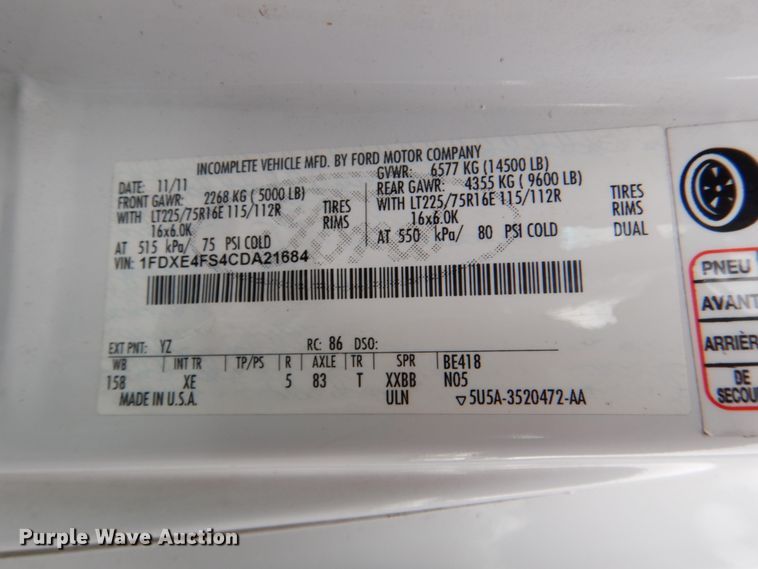 INCOMPLETE VEHICLE MFD. BY FORD MOTOR COMPANY
DATE: 11/11 GVWR: 6577 KG (14500 LB)
FRONT GAWR: 2268 KG ( 5000 LB) REAR GAWR: 4355 KG ( 9600 LB)
WITH LT225/75R16E 115/112R TIRES WITH LT225/75R16E 115/112R TIRES
16x6.0K RIMS 16x6.0K RIMS
AT 515 kPa/ 75 PSI COLD AT 550 kPa/ 80 PSI COLD DUAL
VIN: 1FDXE4FS4CDA21684
EXT PNT: YZ RC: 86 DSO:
WB INT TR TP/PS R AXLE TR SPR BE418
158 XE 5 83 T XXBB N05
MADE IN U.S.A. ULN ▽5U5A-3520472-AA
PNEU
AVANT
ARRIÈR
DE
SECOU
Purple Wave Auction